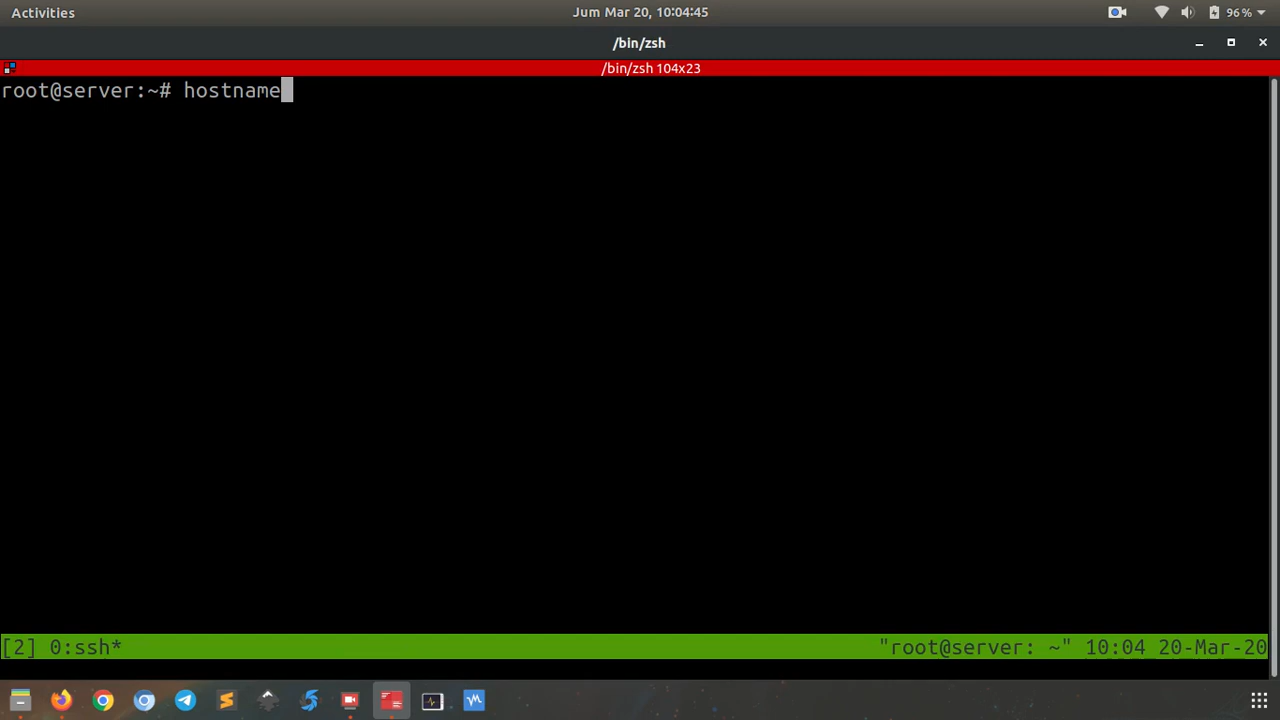 Activities
Jum Mar 20, 10:04:45
96%
/bin/zsh
/bin/zsh 104x23
root@server:~# hostname
[2] 0:ssh*
"root@server: ~" 10:04 20-Mar-20